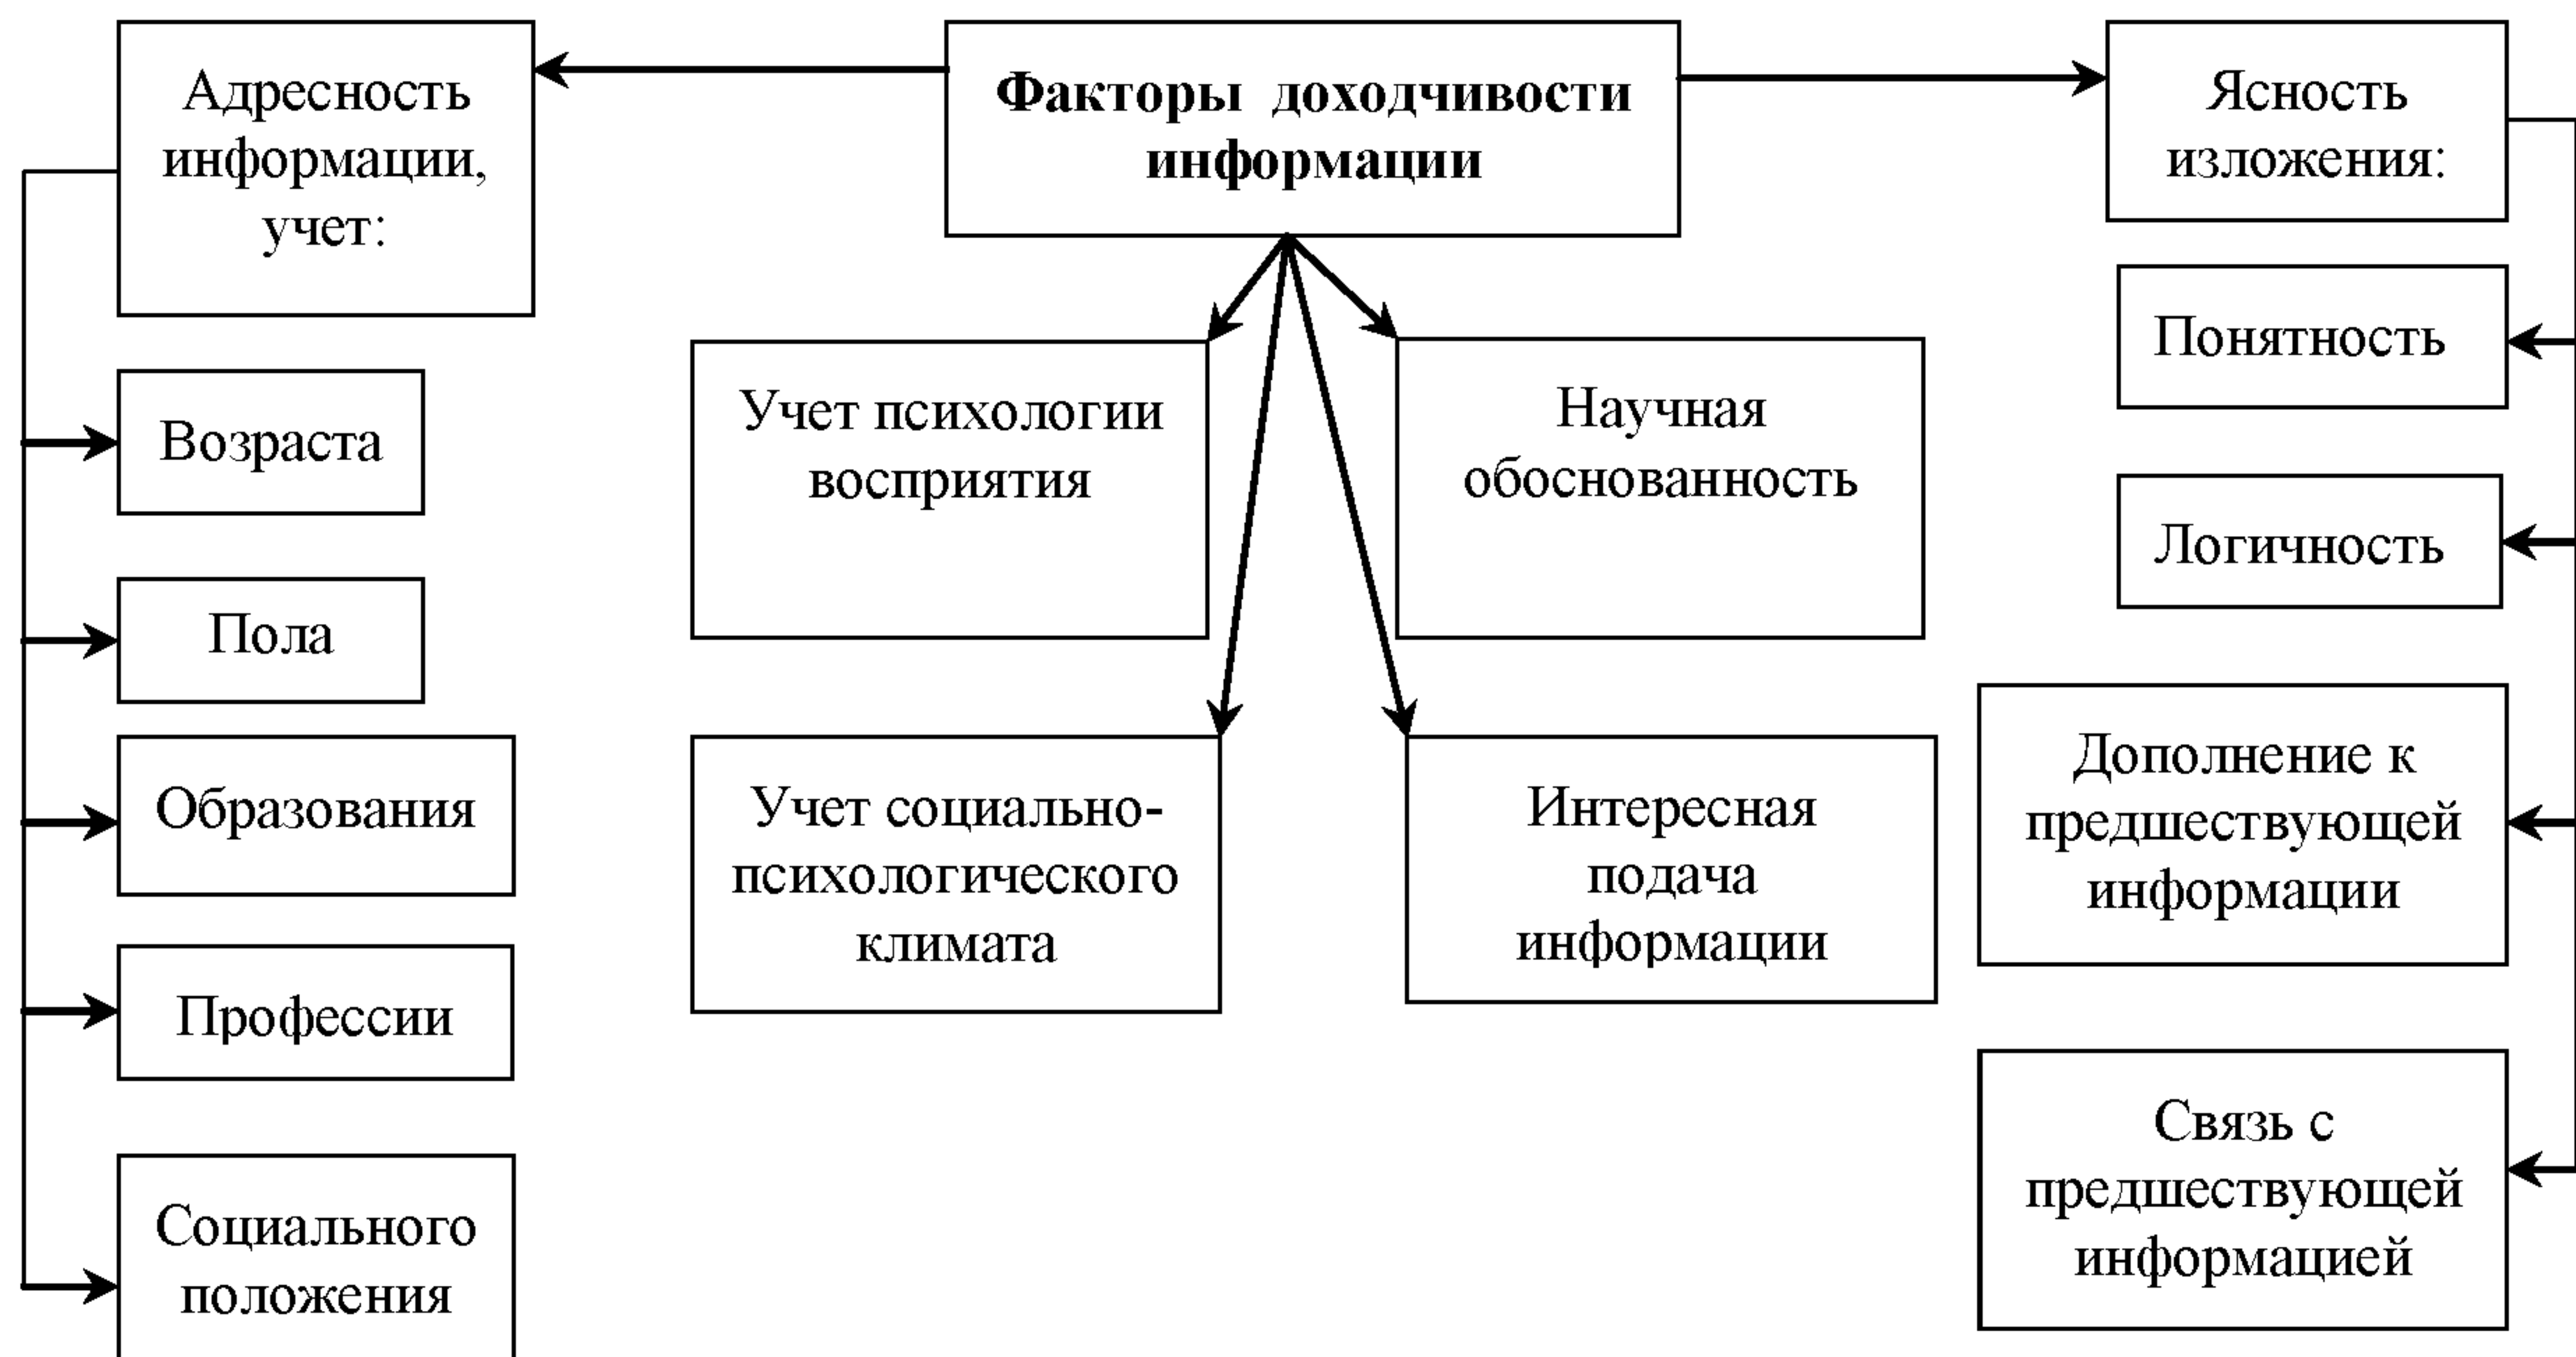 Адресность
информации,
учет:
Возраста
Пола
Образования
Профессии
Социального
положения
Факторы доходчивости
информации
Учет психологии
восприятия
Научная
обоснованность
Учет социально-
психологического
климата
Интересная
подача
информации
Ясность
изложения:
Понятность
Логичность
Дополнение к
предшествующей
информации
Связь с
предшествующей
информацией